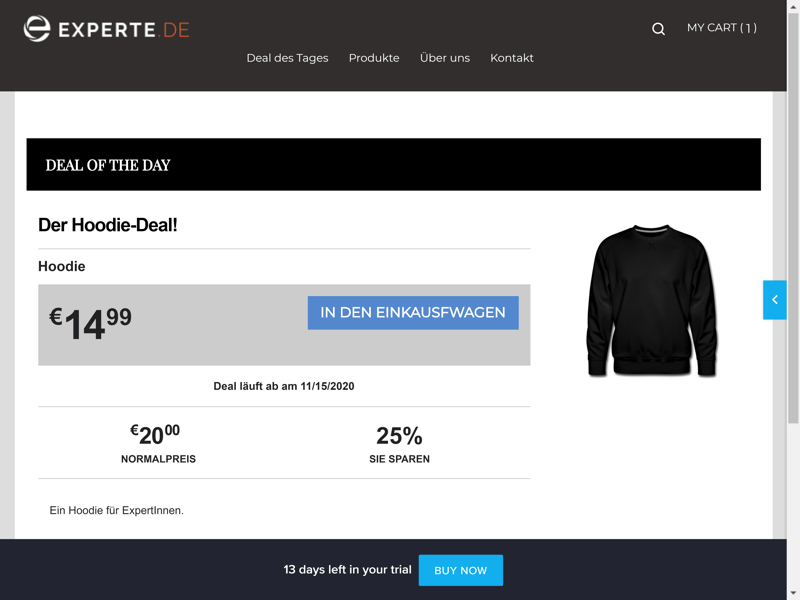 EXPERTE.DE
MY CART ( 1 )
Deal des Tages Produkte Über uns Kontakt
DEAL OF THE DAY
Der Hoodie-Deal!
Hoodie
€14 99
IN DEN EINKAUSFWAGEN
Deal läuft ab am 11/15/2020
€20 00
NORMALPREIS
25%
SIE SPAREN
Ein Hoodie für ExpertInnen.
13 days left in your trial
BUY NOW